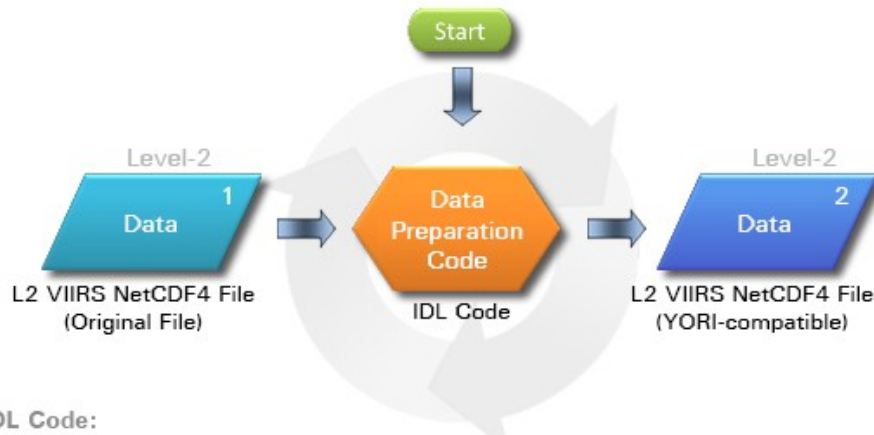 Start
Level-2
1
Data
L2 VIIRS NetCDF4 File
(Original File)
Data
Preparation
Code
IDL Code
Level-2
2
Data
L2 VIIRS NetCDF4 File
(YORI-compatible)
Code: